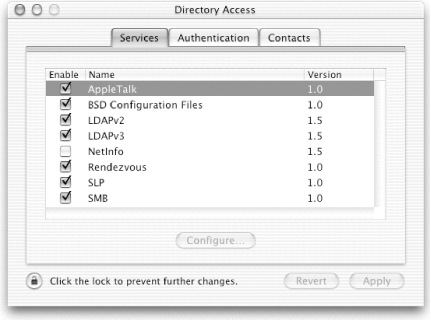 Directory Access
Services Authentication Contacts
Enable Name Version
AppleTalk 1.0
BSD Configuration Files 1.0
LDAPv2 1.5
LDAPv3 1.5
NetInfo 1.5
Rendezvous 1.0
SLP 1.0
SMB 1.0
Configure...
Click the lock to prevent further changes. Revert Apply